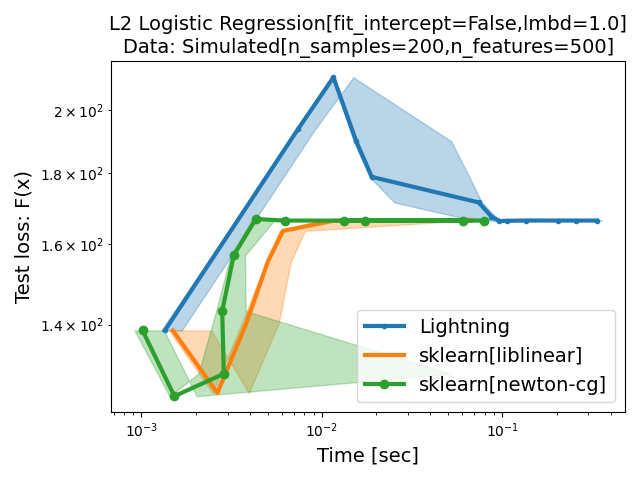 L2 Logistic Regression[fit_intercept=False,lmbd=1.0]
Data: Simulated[n_samples=200,n_features=500]
Test loss: F(x)
2 × 10²
1.8 × 10²
1.6 × 10²
1.4 × 10²
Lightning
sklearn[liblinear]
sklearn[newton-cg]
10⁻³
10⁻²
10⁻¹
Time [sec]